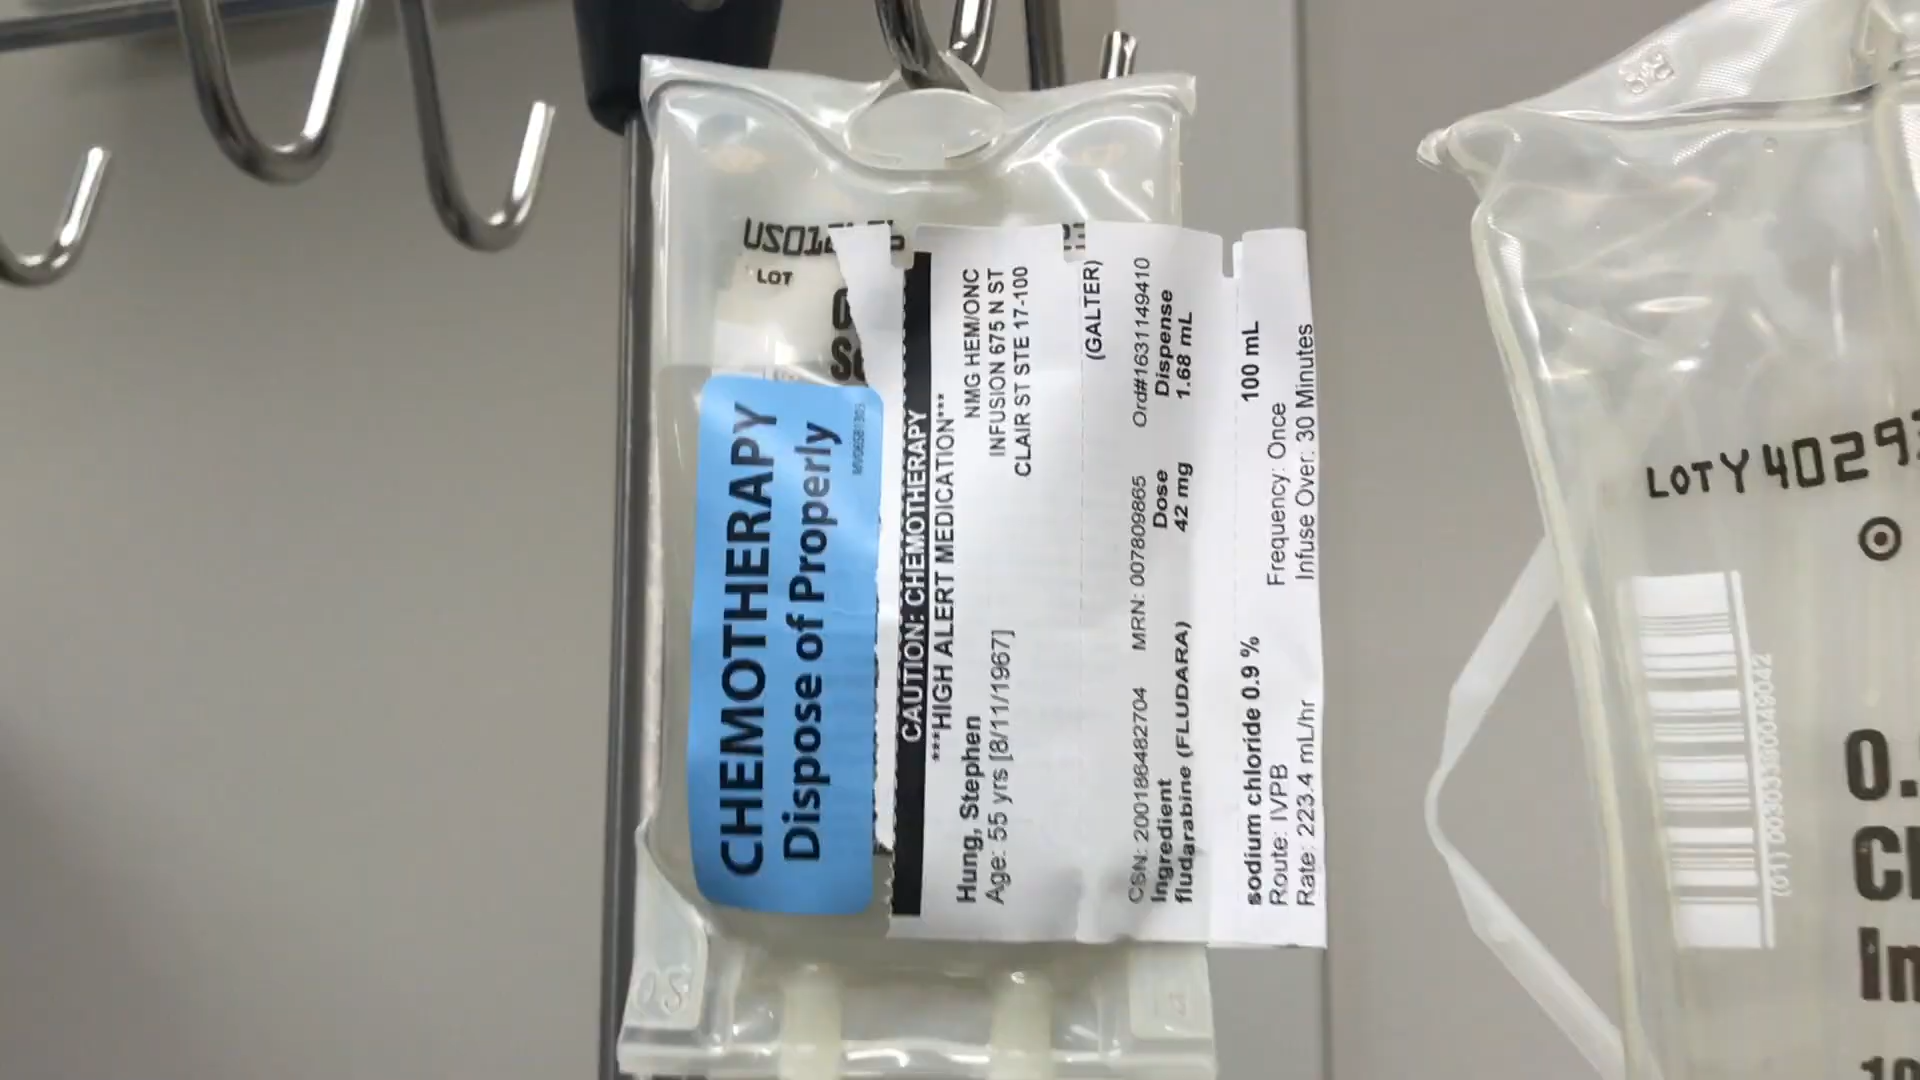 LOT
CHEMOTHERAPY
Dispose of Properly
CAUTION: CHEMOTHERAPY
***HIGH ALERT MEDICATION***
Hung, Stephen NMG HEM/ONC
Age: 55 yrs [8/11/1967] INFUSION 675 N ST
CLAIR ST STE 17-100
(GALTER)
CSN: 200186482704 MRN: 007809865 Ord#1631149410
Ingredient Dose Dispense
fludarabine (FLUDARA) 42 mg 1.68 mL
sodium chloride 0.9 % 100 mL
Route: IVPB Frequency: Once
Rate: 223.4 mL/hr Infuse Over: 30 Minutes
LOT Y4029
(01) 00303380049042
0.